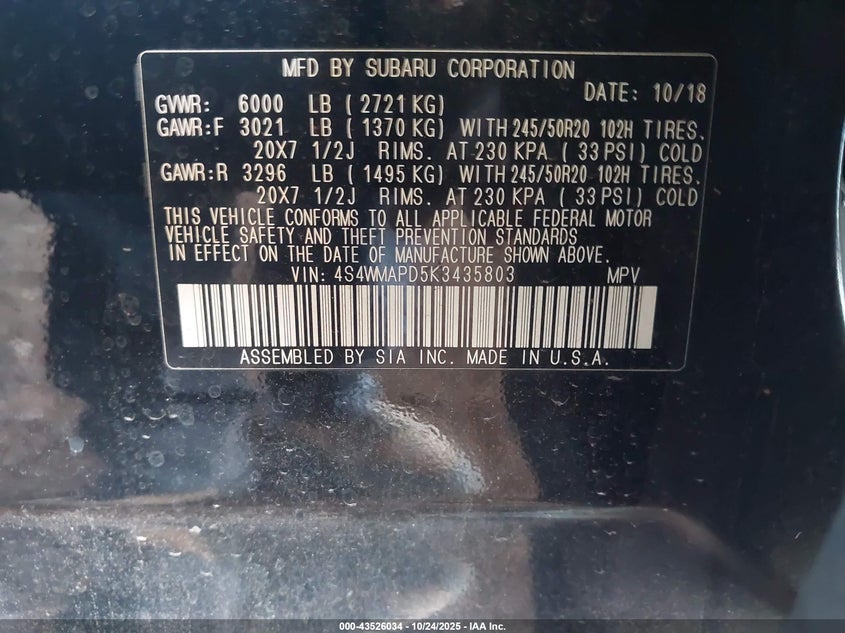 MFD BY SUBARU CORPORATION
DATE: 10/18
GVWR: 6000 LB ( 2721 KG)
GAWR:F 3021 LB ( 1370 KG) WITH 245/50R20 102H TIRES.
20X7 1/2J RIMS. AT 230 KPA ( 33 PSI) COLD
GAWR:R 3296 LB ( 1495 KG) WITH 245/50R20 102H TIRES.
20X7 1/2J RIMS. AT 230 KPA ( 33 PSI) COLD
THIS VEHICLE CONFORMS TO ALL APPLICABLE FEDERAL MOTOR
VEHICLE SAFETY AND THEFT PREVENTION STANDARDS
IN EFFECT ON THE DATE OF MANUFACTURE SHOWN ABOVE.
VIN: 4S4WMAPD5K3435803 MPV
ASSEMBLED BY SIA INC. MADE IN U.S.A.
000-43526034 - 10/24/2025 - IAA Inc.